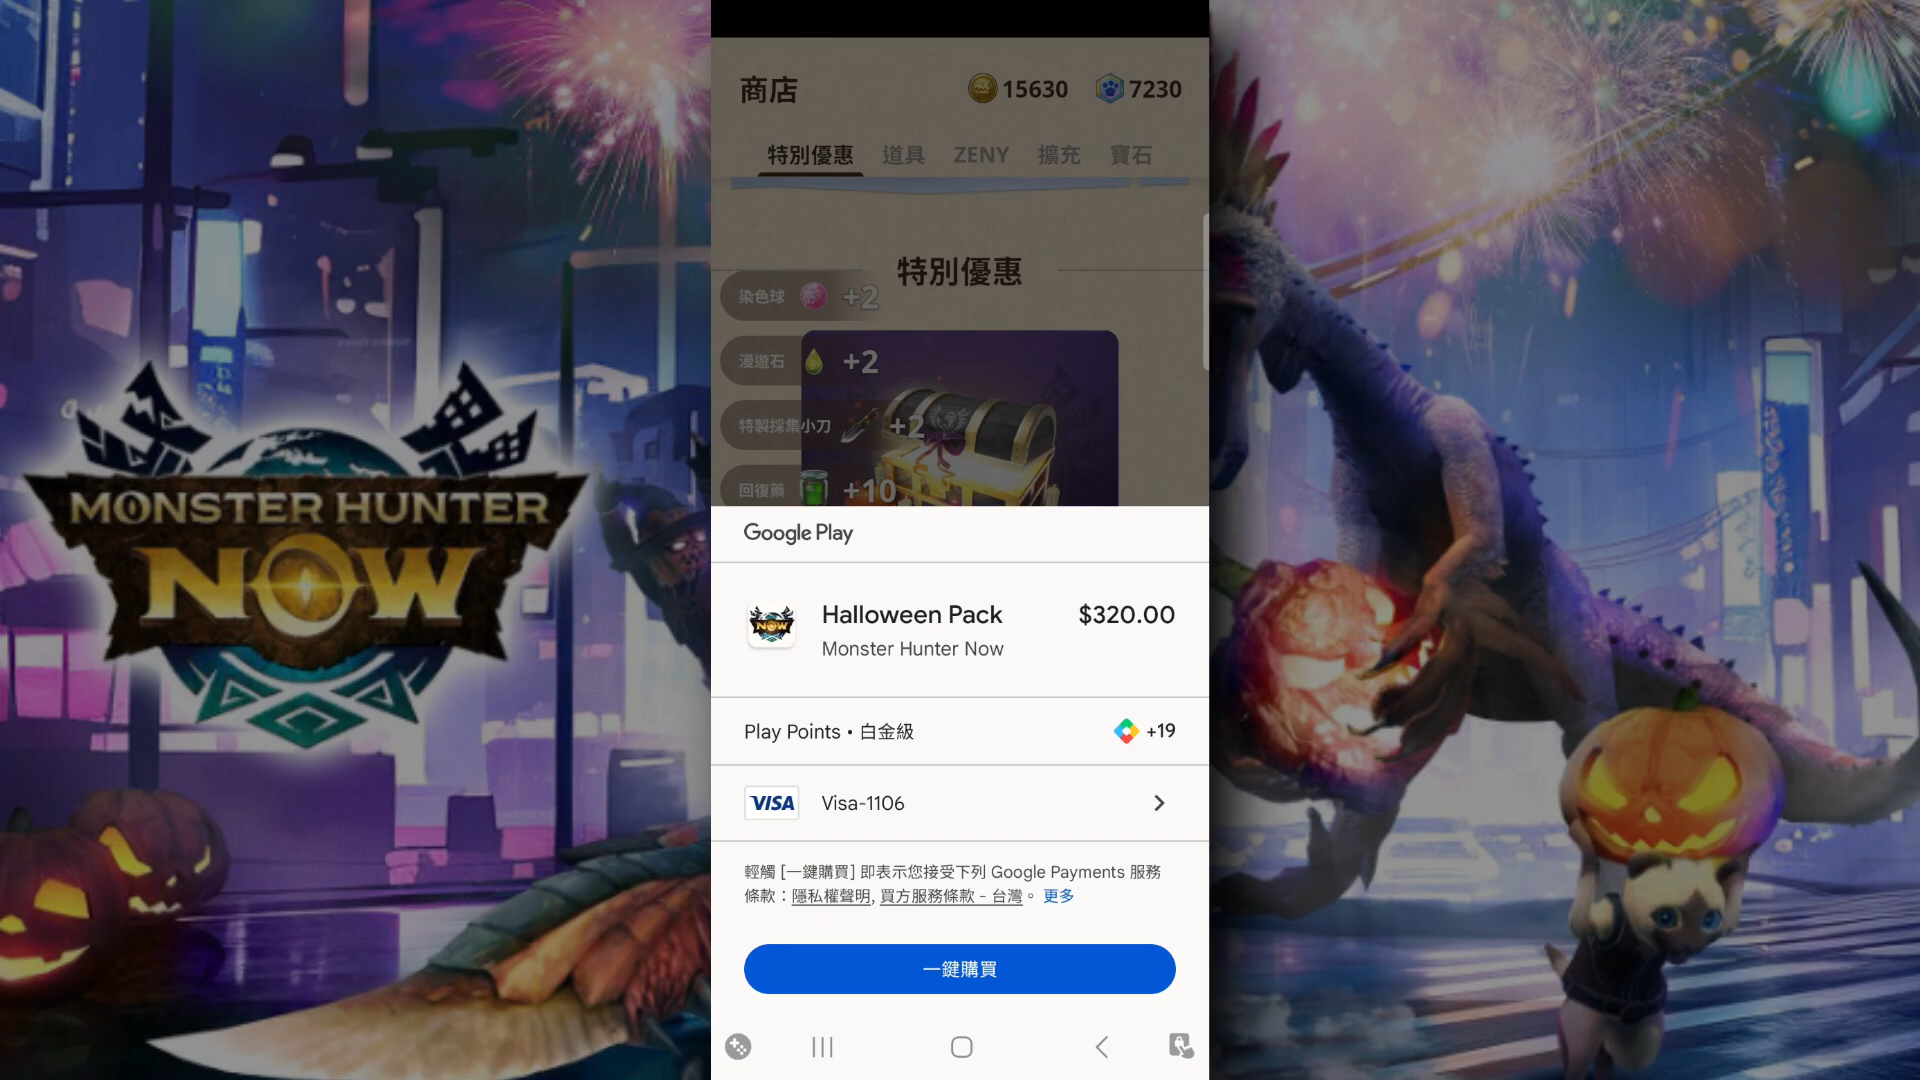 MONSTER HUNTER
NOW
商店
15630
7230
特別優惠
道具
ZENY
擴充
寶石
特別優惠
染色球 +2
漫遊石 +2
特製採集小刀 +2
回復藥 +10
Google Play
NOW
Halloween Pack
$320.00
Monster Hunter Now
Play Points • 白金級
+19
VISA
Visa-1106
輕觸 [一鍵購買] 即表示您接受下列 Google Payments 服務
條款：隱私權聲明, 買方服務條款 - 台灣。 更多
一鍵購買